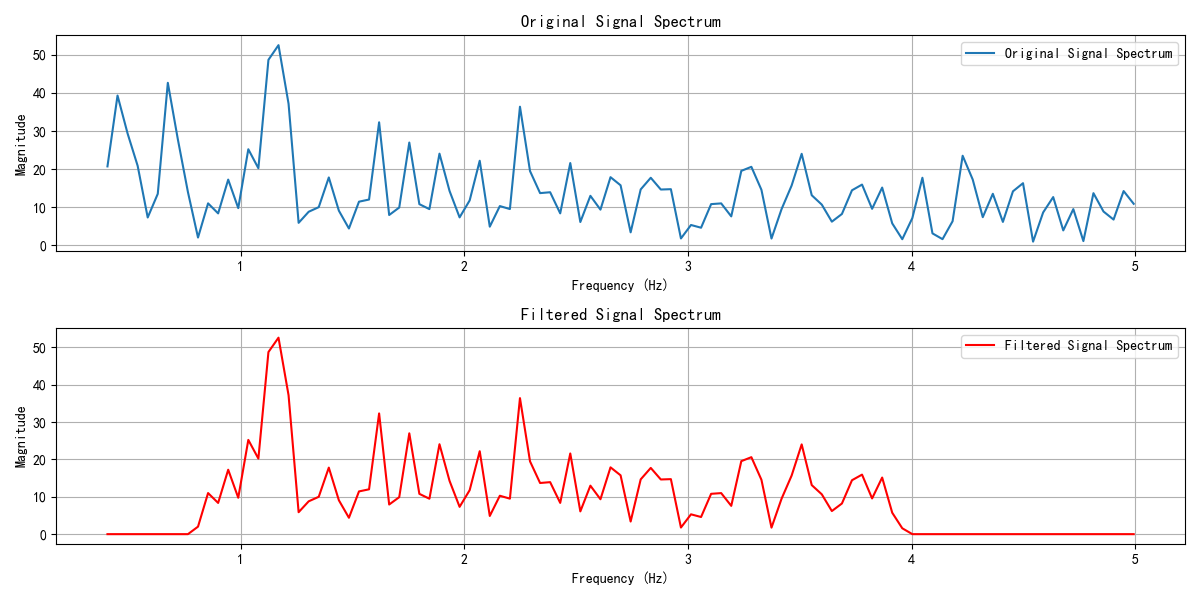 Original Signal Spectrum
Original Signal Spectrum
50
40
30
20
10
0
Magnitude
1 2 3 4 5
Frequency (Hz)
Filtered Signal Spectrum
Filtered Signal Spectrum
50
40
30
20
10
0
Magnitude
1 2 3 4 5
Frequency (Hz)